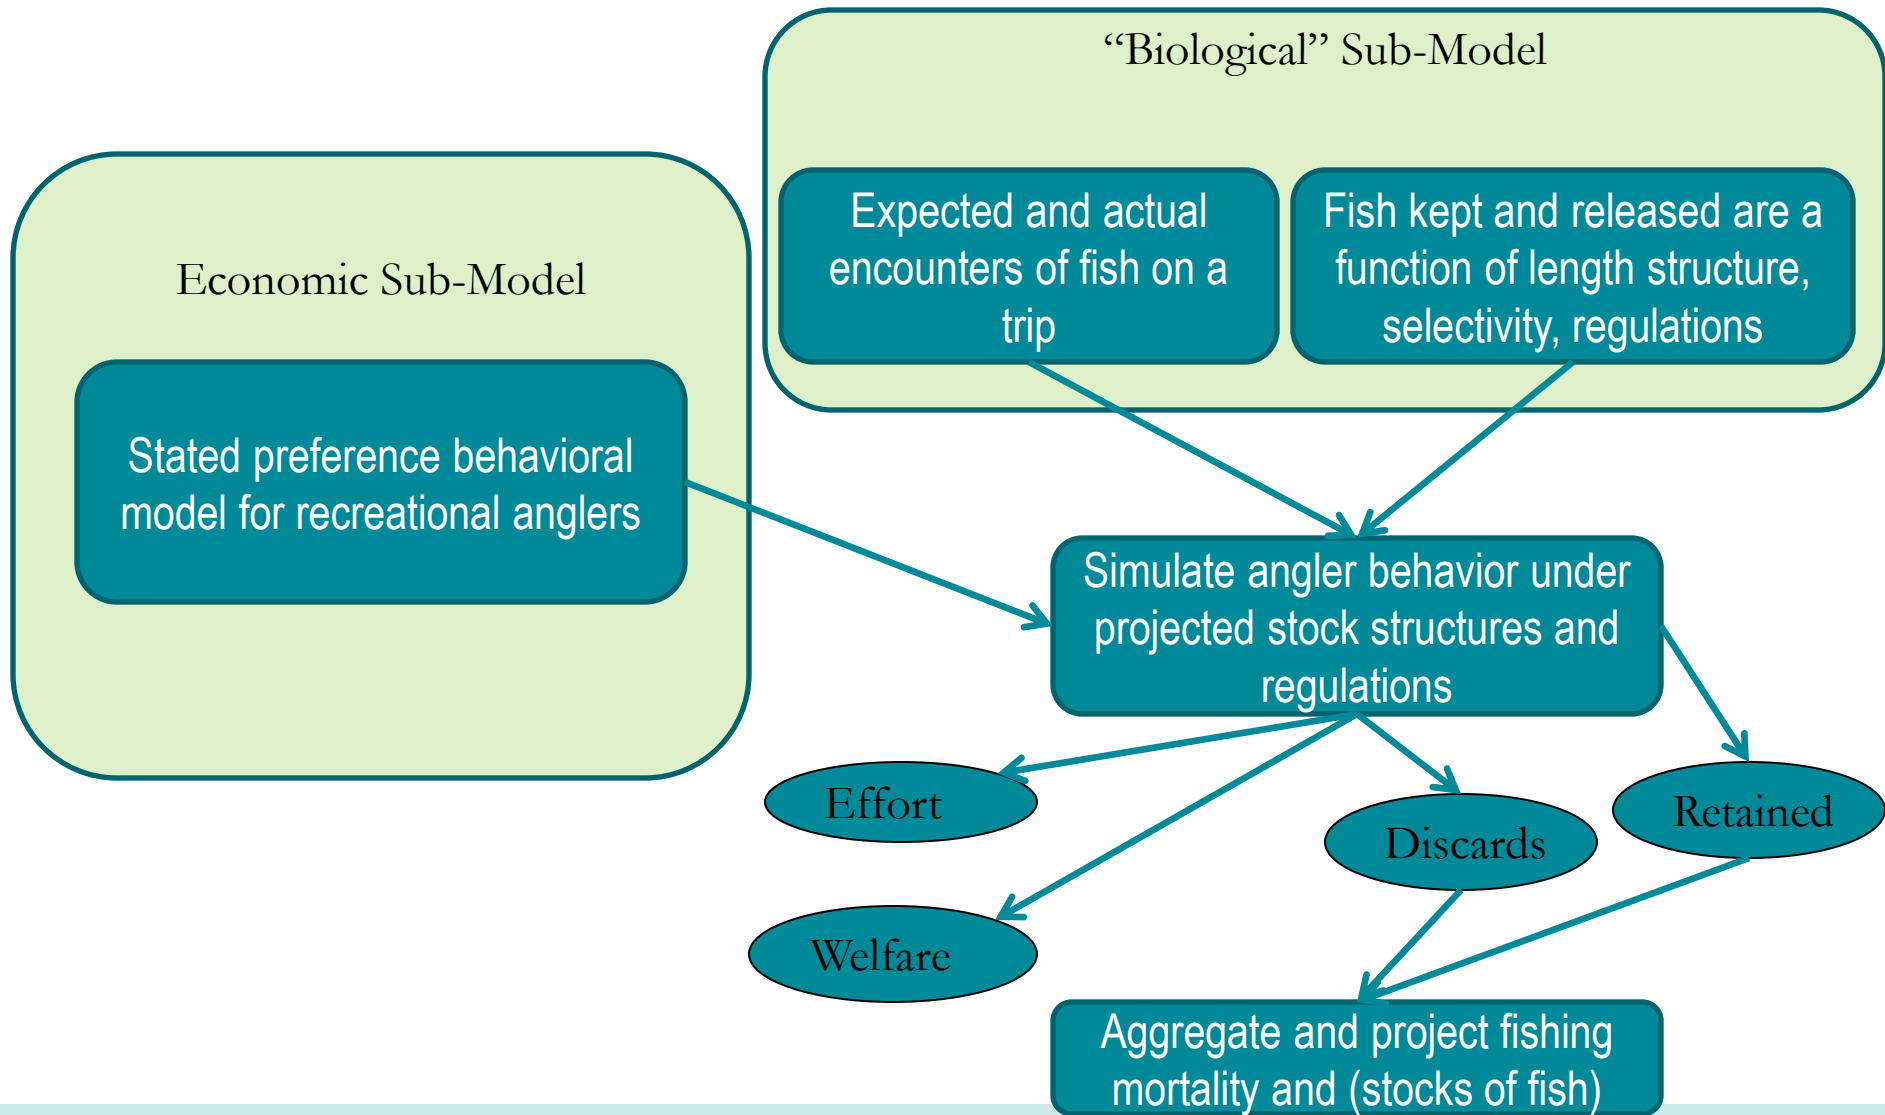 “Biological” Sub-Model
Expected and actual
encounters of fish on a
trip
Fish kept and released are a
function of length structure,
selectivity, regulations
Economic Sub-Model
Stated preference behavioral
model for recreational anglers
Simulate angler behavior under
projected stock structures and
regulations
Effort
Discards
Retained
Welfare
Aggregate and project fishing
mortality and (stocks of fish)